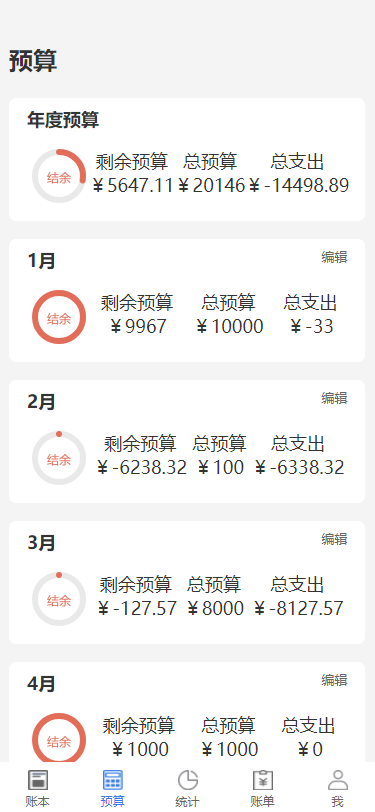 预算
年度预算
结余
剩余预算 总预算 总支出
￥5647.11 ￥20146 ￥-14498.89
1月 编辑
结余
剩余预算 总预算 总支出
￥9967 ￥10000 ￥-33
2月 编辑
结余
剩余预算 总预算 总支出
￥-6238.32 ￥100 ￥-6338.32
3月 编辑
结余
剩余预算 总预算 总支出
￥-127.57 ￥8000 ￥-8127.57
4月 编辑
结余
剩余预算 总预算 总支出
￥1000 ￥1000 ￥0
账本 预算 统计 账单 我